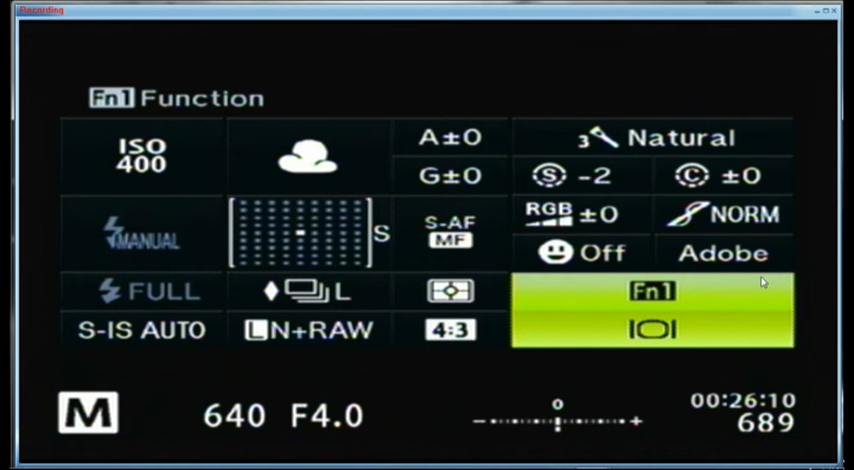 Recording
Fn1 Function
ISO 400
A±0
G±0
3 Natural
S -2
C ±0
MANUAL
S
S-AF MF
RGB ±0
NORM
Off
Adobe
FULL
L
Fn1
S-IS AUTO
LN+RAW
4:3
M
640 F4.0
- 0 +
00:26:10
689